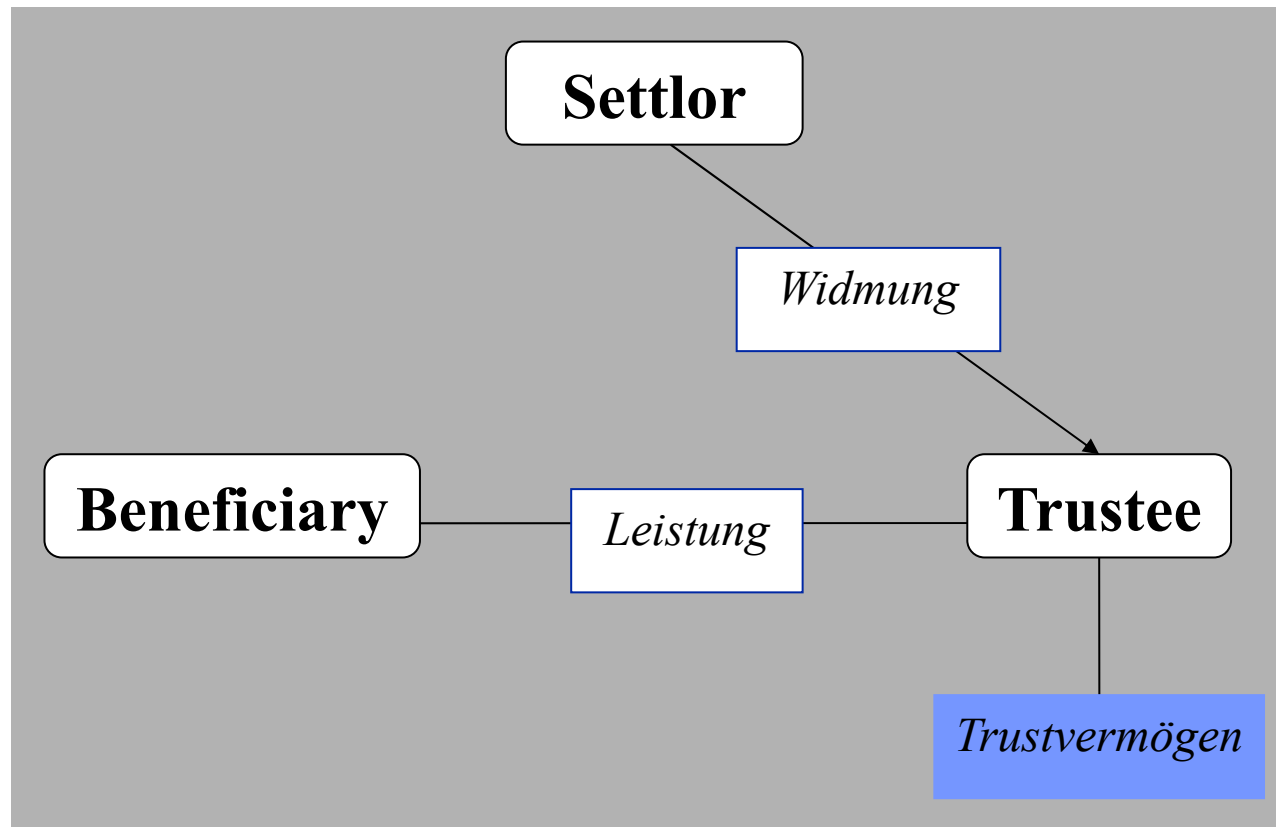 Settlor
Widmung
Beneficiary
Leistung
Trustee
Trustvermögen